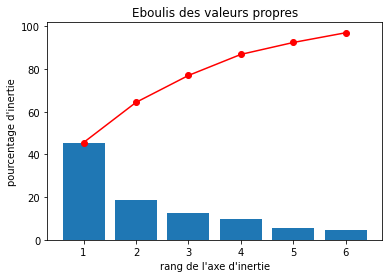 Eboulis des valeurs propres
100
80
60
40
20
0
pourcentage d'inertie
1 2 3 4 5 6
rang de l'axe d'inertie